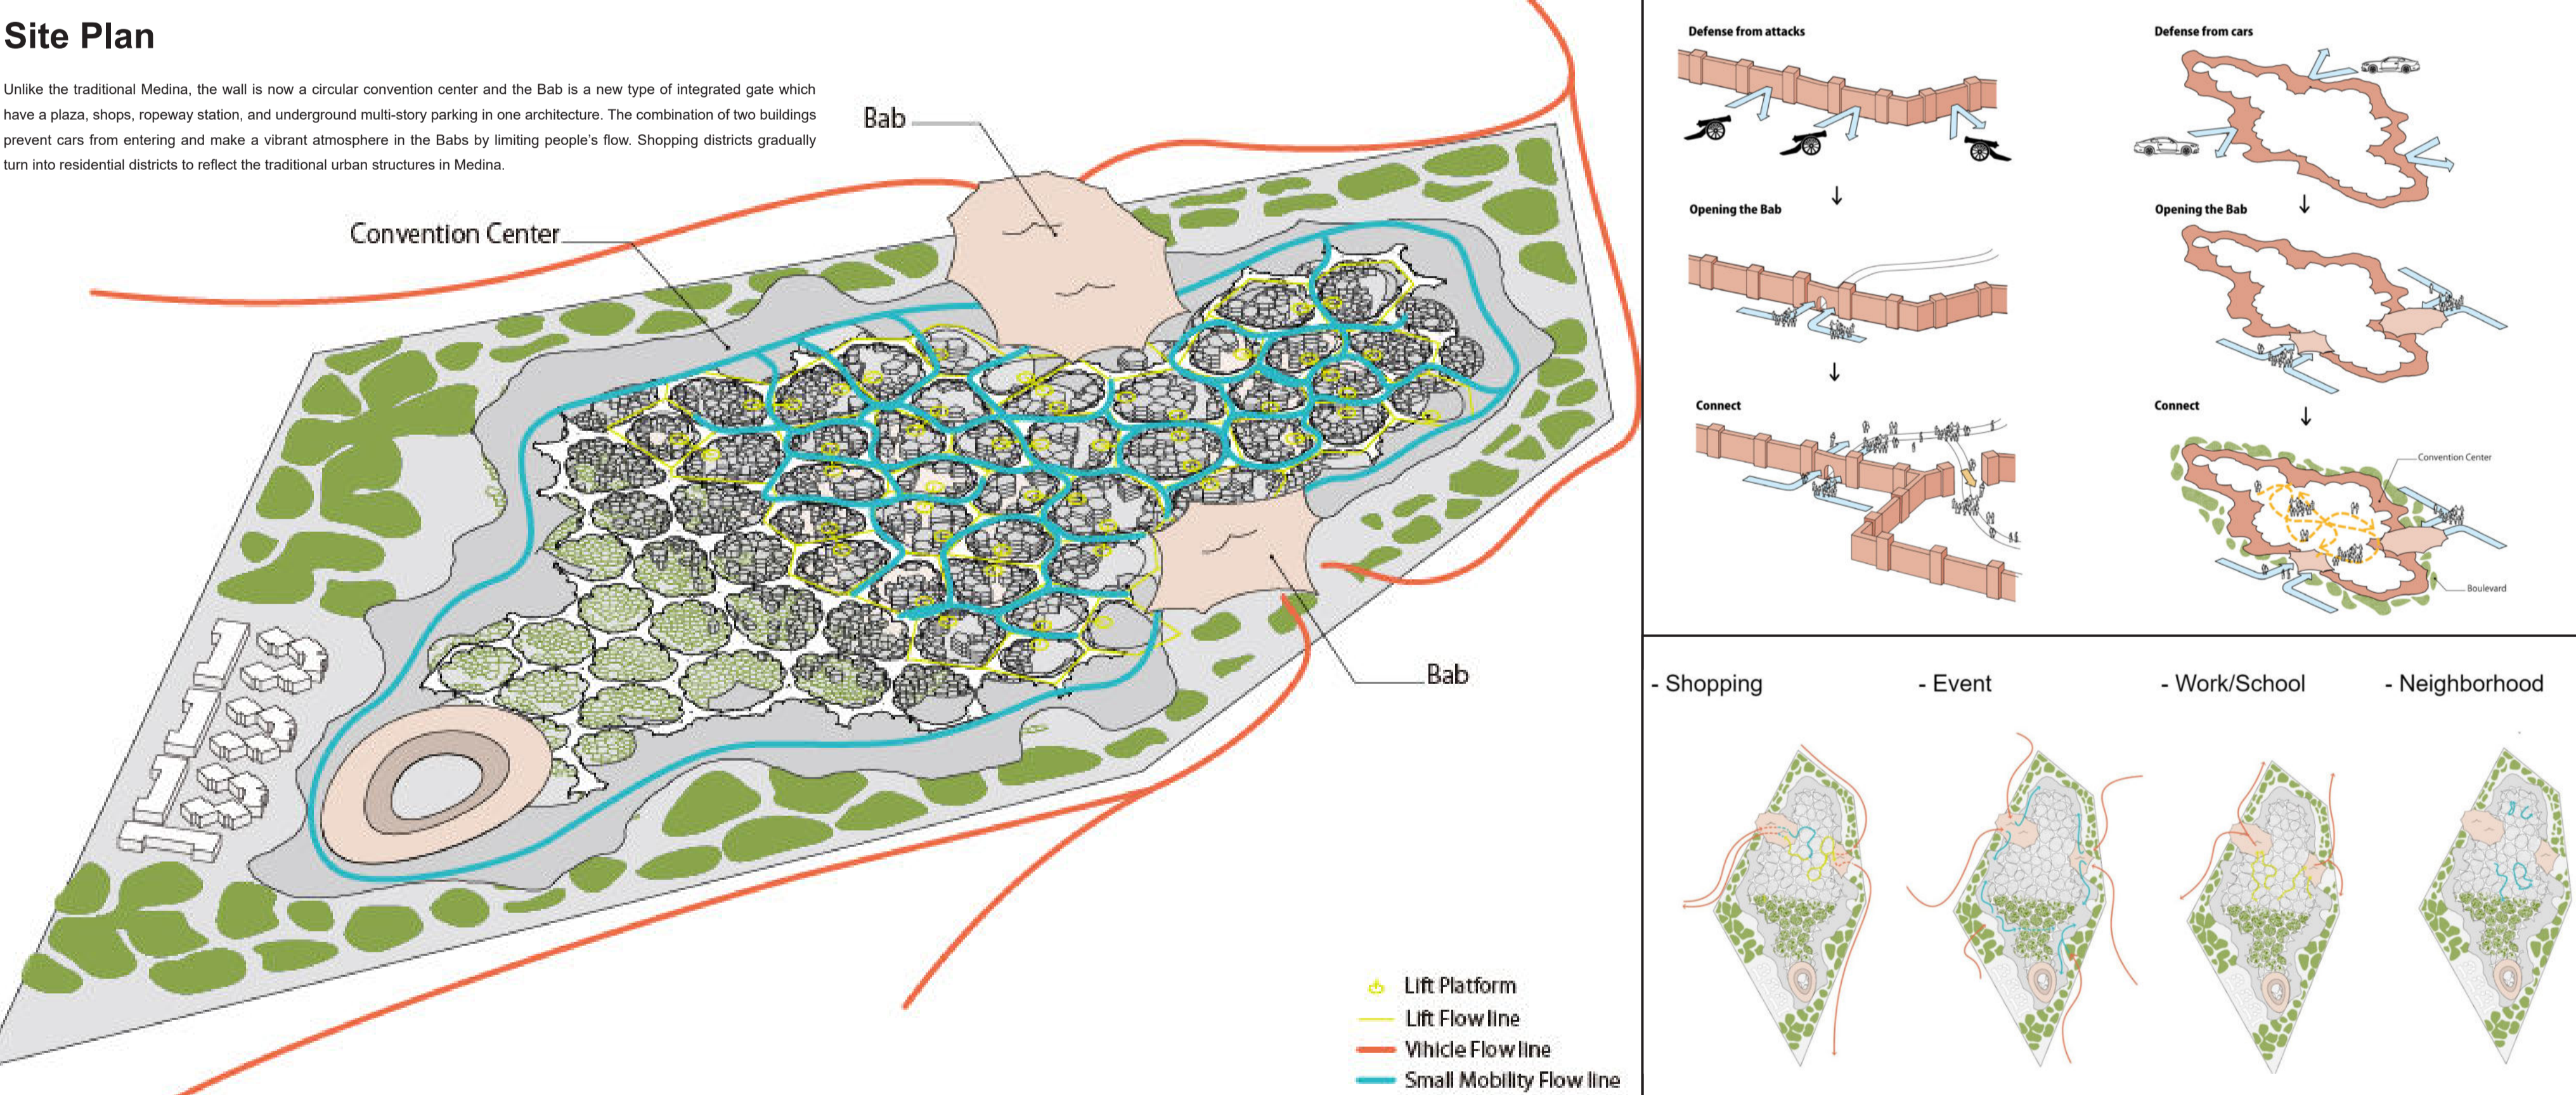 Site Plan
Unlike the traditional Medina, the wall is now a circular convention center and the Bab is a new type of integrated gate which
have a plaza, shops, ropeway station, and underground multi-story parking in one architecture. The combination of two buildings
prevent cars from entering and make a vibrant atmosphere in the Babs by limiting people’s flow. Shopping districts gradually
turn into residential districts to reflect the traditional urban structures in Medina.
Bab
Convention Center
Bab
Lift Platform
Lift Flow line
Vihicle Flow line
Small Mobility Flow line
Defense from attacks
Opening the Bab
Connect
Defense from cars
Opening the Bab
Connect
Convention Center
Boulevard
- Shopping
- Event
- Work/School
- Neighborhood